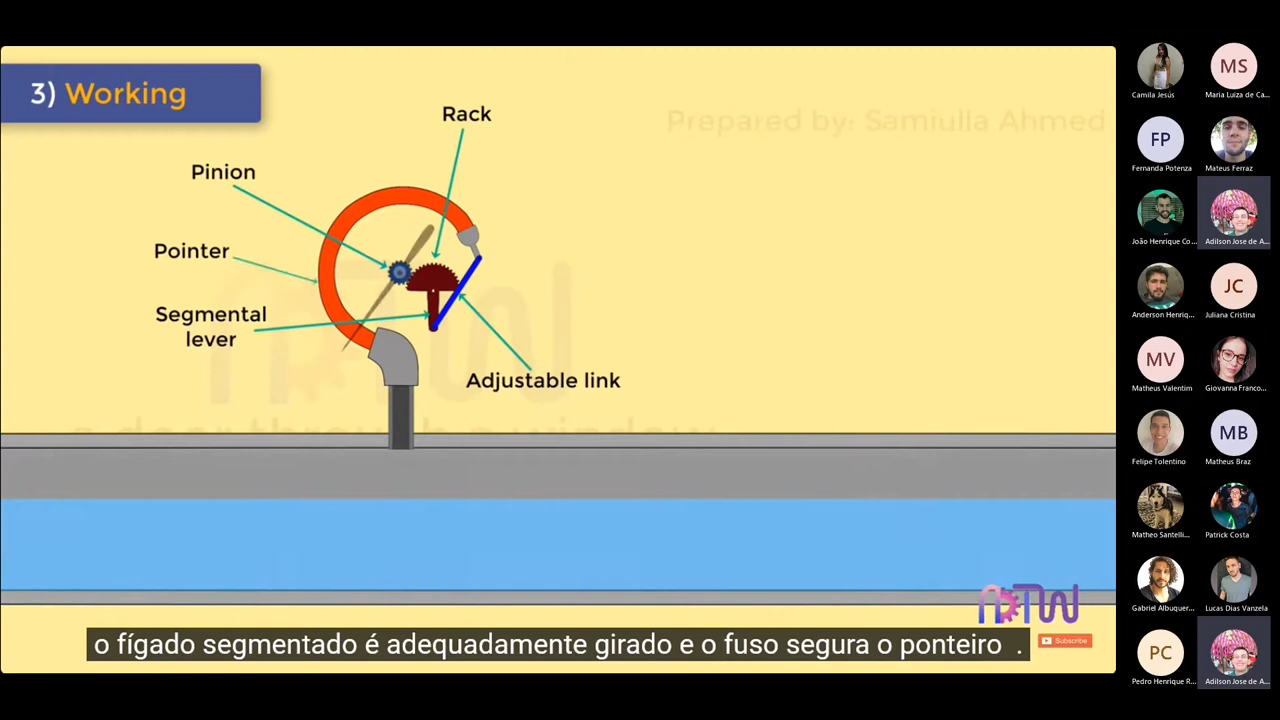 3) Working
Rack
Prepared by: Samiulla Ahmed
Pinion
Pointer
Segmental
lever
Adjustable link
a door through a window
Subscribe
o fígado segmentado é adequadamente girado e o fuso segura o ponteiro .
Camila Jesús
MS
Maria Luiza de Ca...
FP
Fernanda Potenza
Mateus Ferraz
João Henrique Co...
Adilson Jose de A...
Anderson Henriq...
JC
Juliana Cristina
MV
Matheus Valentim
Giovanna Franco...
Felipe Tolentino
MB
Matheus Braz
Matheo Santelli...
Patrick Costa
Gabriel Albuquer...
Lucas Dias Vanzela
PC
Pedro Henrique R...
Adilson Jose de A...